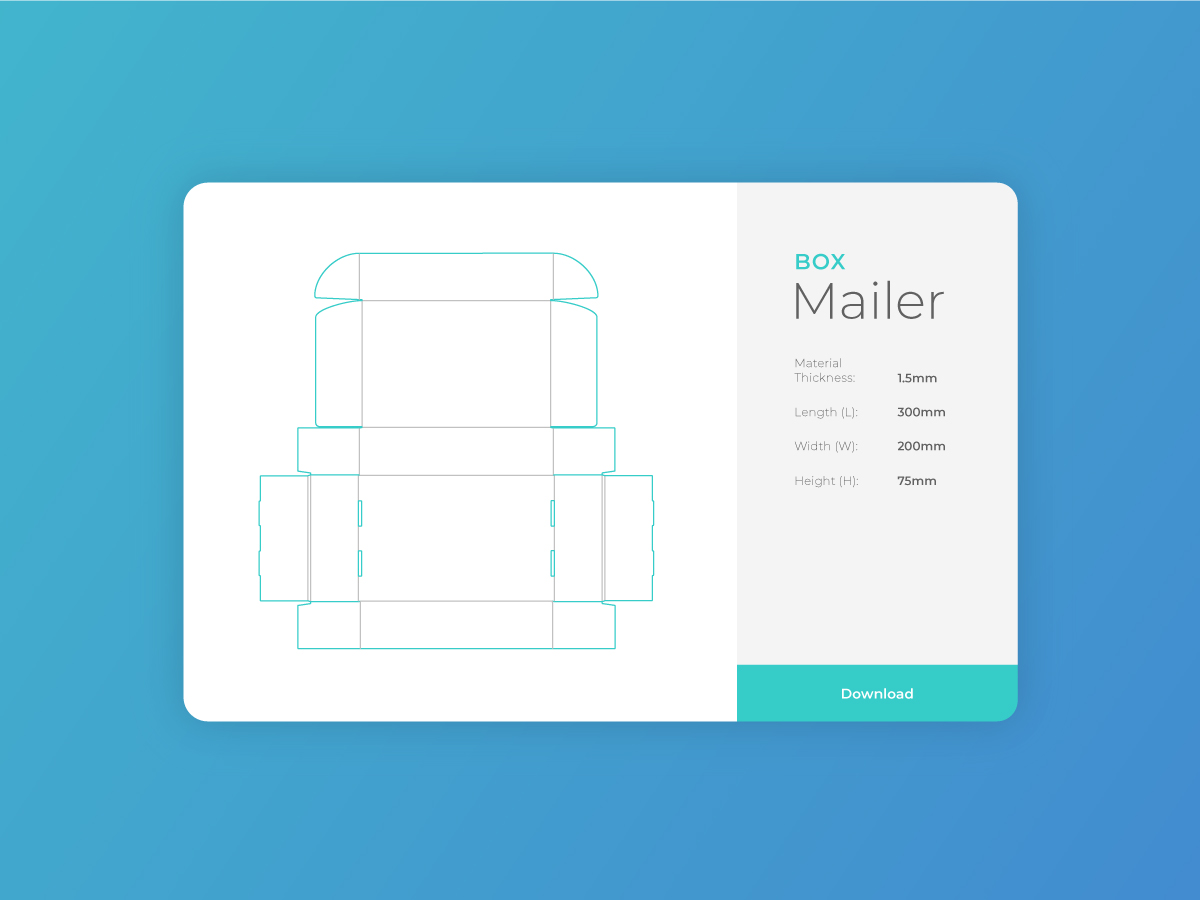 BOX
Mailer
Material
Thickness: 1.5mm
Length (L): 300mm
Width (W): 200mm
Height (H): 75mm
Download